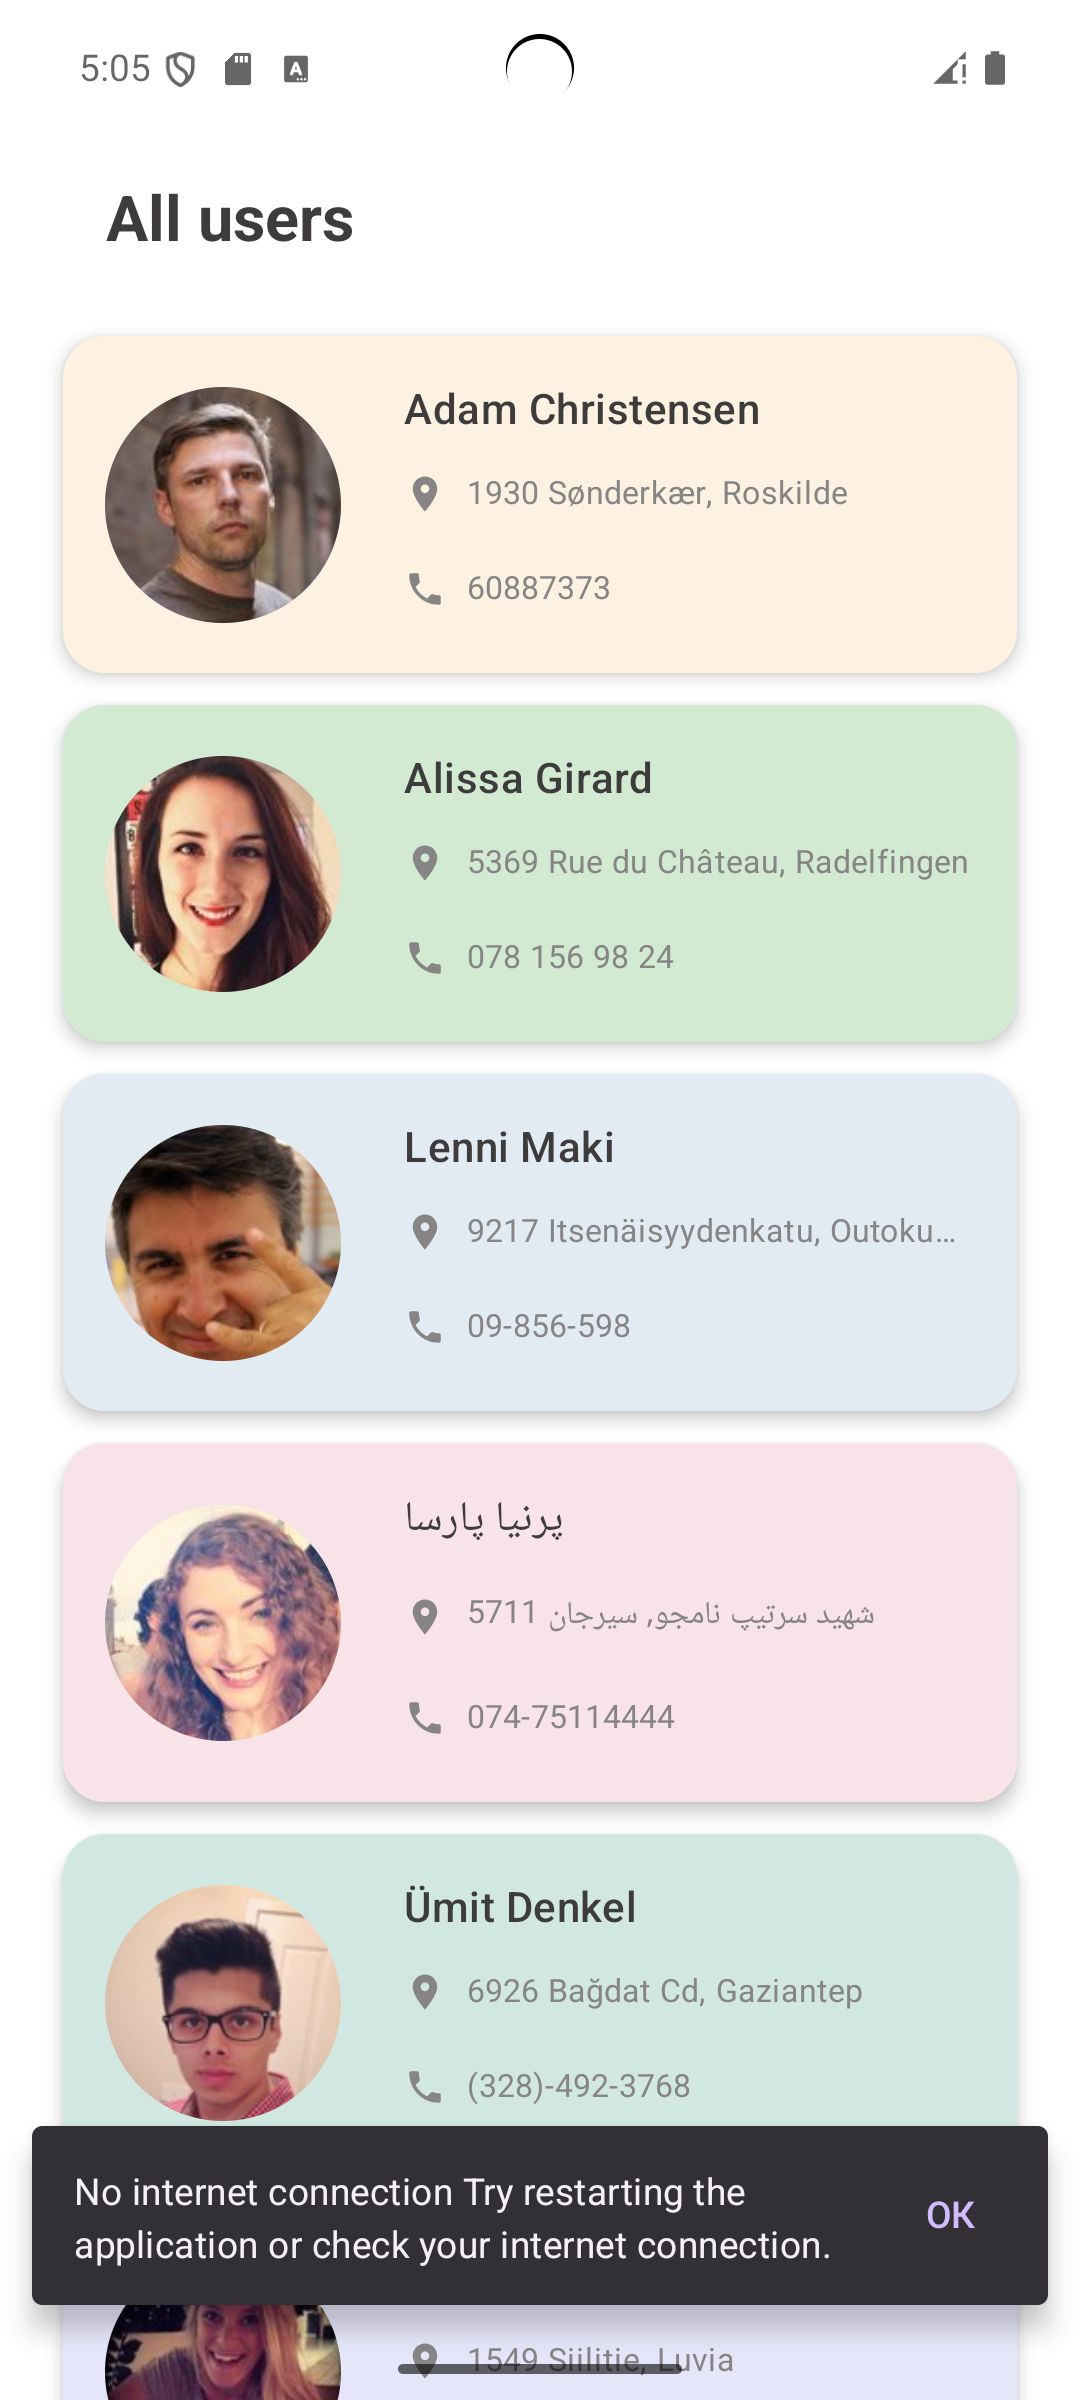 5:05
All users
Adam Christensen
1930 Sønderkær, Roskilde
60887373
Alissa Girard
5369 Rue du Château, Radelfingen
078 156 98 24
Lenni Maki
9217 Itsenäisyydenkatu, Outoku…
09-856-598
پرنیا پارسا
5711 شهید سرتیپ نامجو, سیرجان
074-75114444
Ümit Denkel
6926 Bağdat Cd, Gaziantep
(328)-492-3768
No internet connection Try restarting the
application or check your internet connection.
OK
1549 Siilitie, Luvia